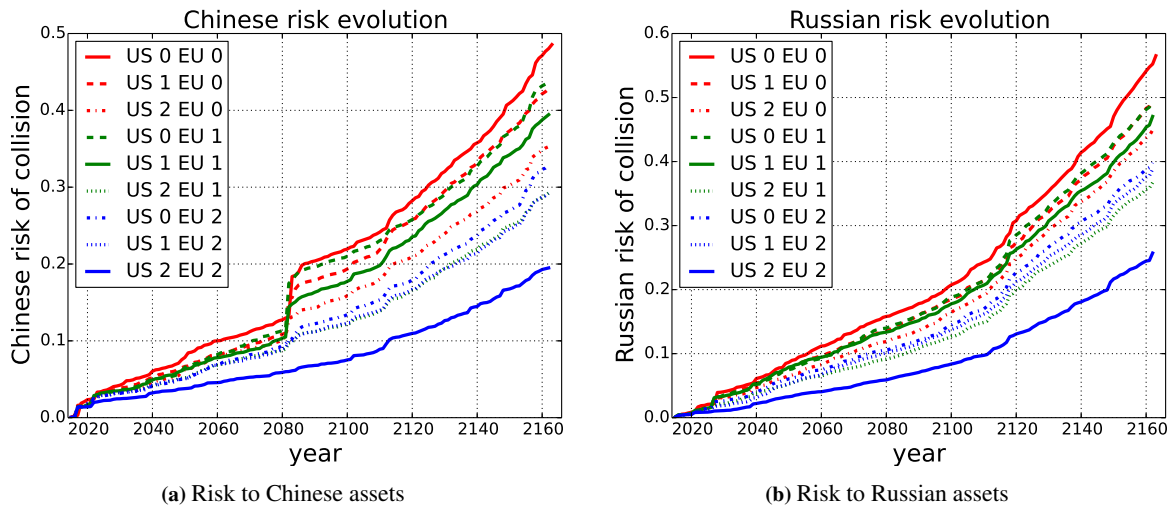 Chinese risk evolution
0.5
0.4
0.3
0.2
0.1
0.0
Chinese risk of collision
US 0 EU 0
US 1 EU 0
US 2 EU 0
US 0 EU 1
US 1 EU 1
US 2 EU 1
US 0 EU 2
US 1 EU 2
US 2 EU 2
2020 2040 2060 2080 2100 2120 2140 2160
year
(a) Risk to Chinese assets
Russian risk evolution
0.6
0.5
0.4
0.3
0.2
0.1
0.0
Russian risk of collision
US 0 EU 0
US 1 EU 0
US 2 EU 0
US 0 EU 1
US 1 EU 1
US 2 EU 1
US 0 EU 2
US 1 EU 2
US 2 EU 2
2020 2040 2060 2080 2100 2120 2140 2160
year
(b) Risk to Russian assets